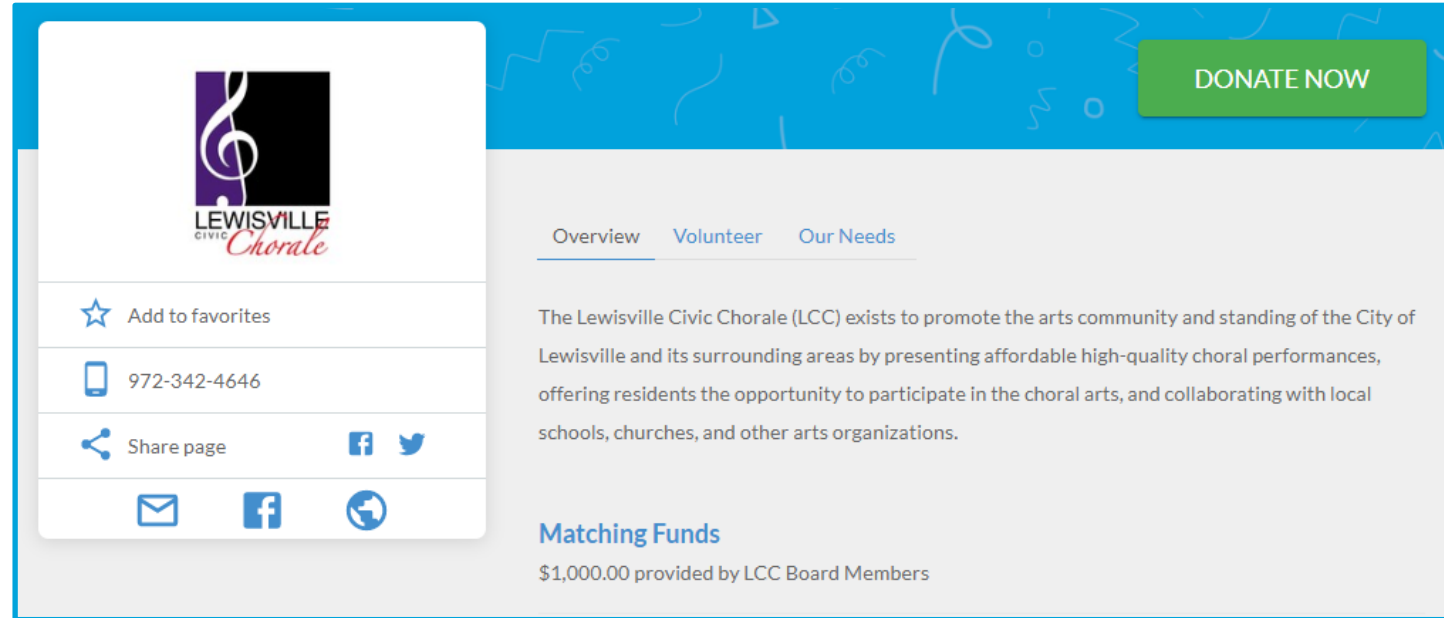 LEWISVILLE
CIVIC Chorale
Add to favorites
972-342-4646
Share page
DONATE NOW
Overview Volunteer Our Needs
The Lewisville Civic Chorale (LCC) exists to promote the arts community and standing of the City of
Lewisville and its surrounding areas by presenting affordable high-quality choral performances,
offering residents the opportunity to participate in the choral arts, and collaborating with local
schools, churches, and other arts organizations.
Matching Funds
$1,000.00 provided by LCC Board Members